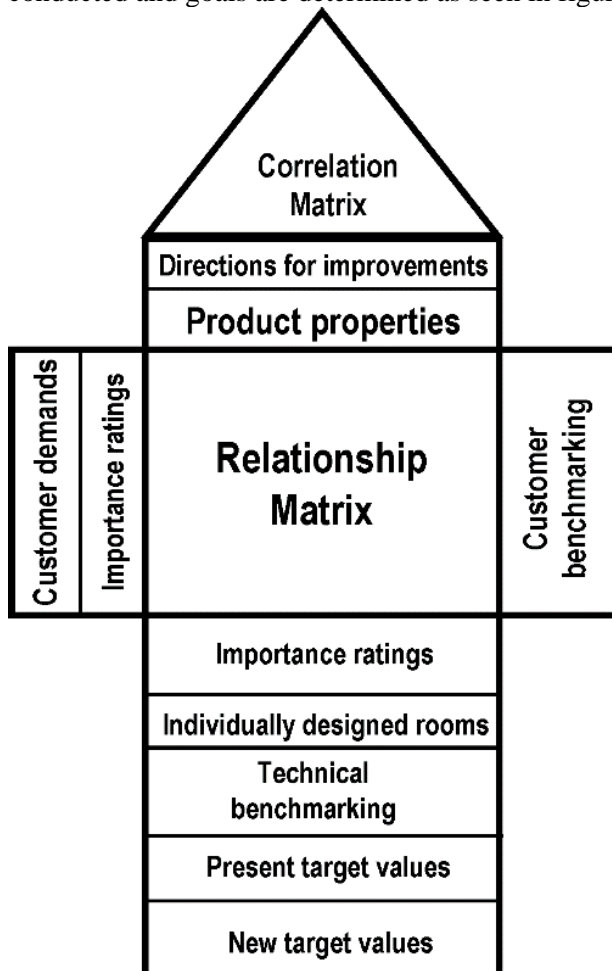 conducted and goals are determined as seen in figur
Correlation
Matrix
Directions for improvements
Product properties
Customer demands
Importance ratings
Relationship
Matrix
Customer
benchmarking
Importance ratings
Individually designed rooms
Technical
benchmarking
Present target values
New target values